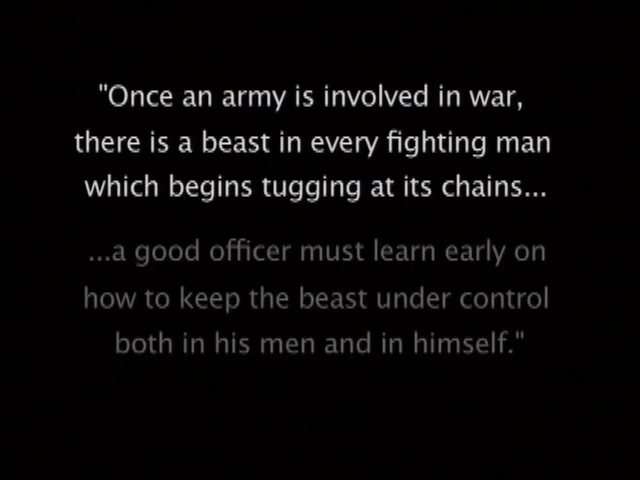 "Once an army is involved in war,
there is a beast in every fighting man
which begins tugging at its chains...
...a good officer must learn early on
how to keep the beast under control
both in his men and in himself."